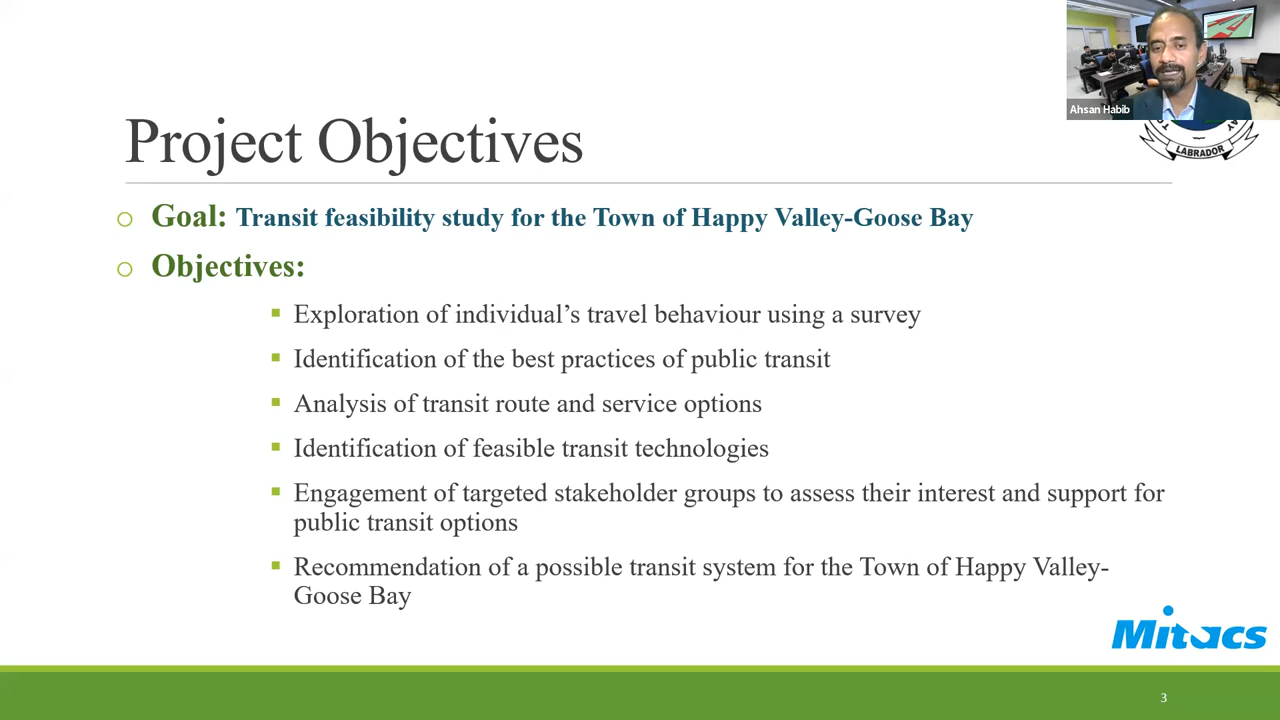 Ahsan Habib
LABRADOR
Project Objectives
Goal: Transit feasibility study for the Town of Happy Valley-Goose Bay
Objectives:
Exploration of individual’s travel behaviour using a survey
Identification of the best practices of public transit
Analysis of transit route and service options
Identification of feasible transit technologies
Engagement of targeted stakeholder groups to assess their interest and support for
public transit options
Recommendation of a possible transit system for the Town of Happy Valley-
Goose Bay
Mitacs
3